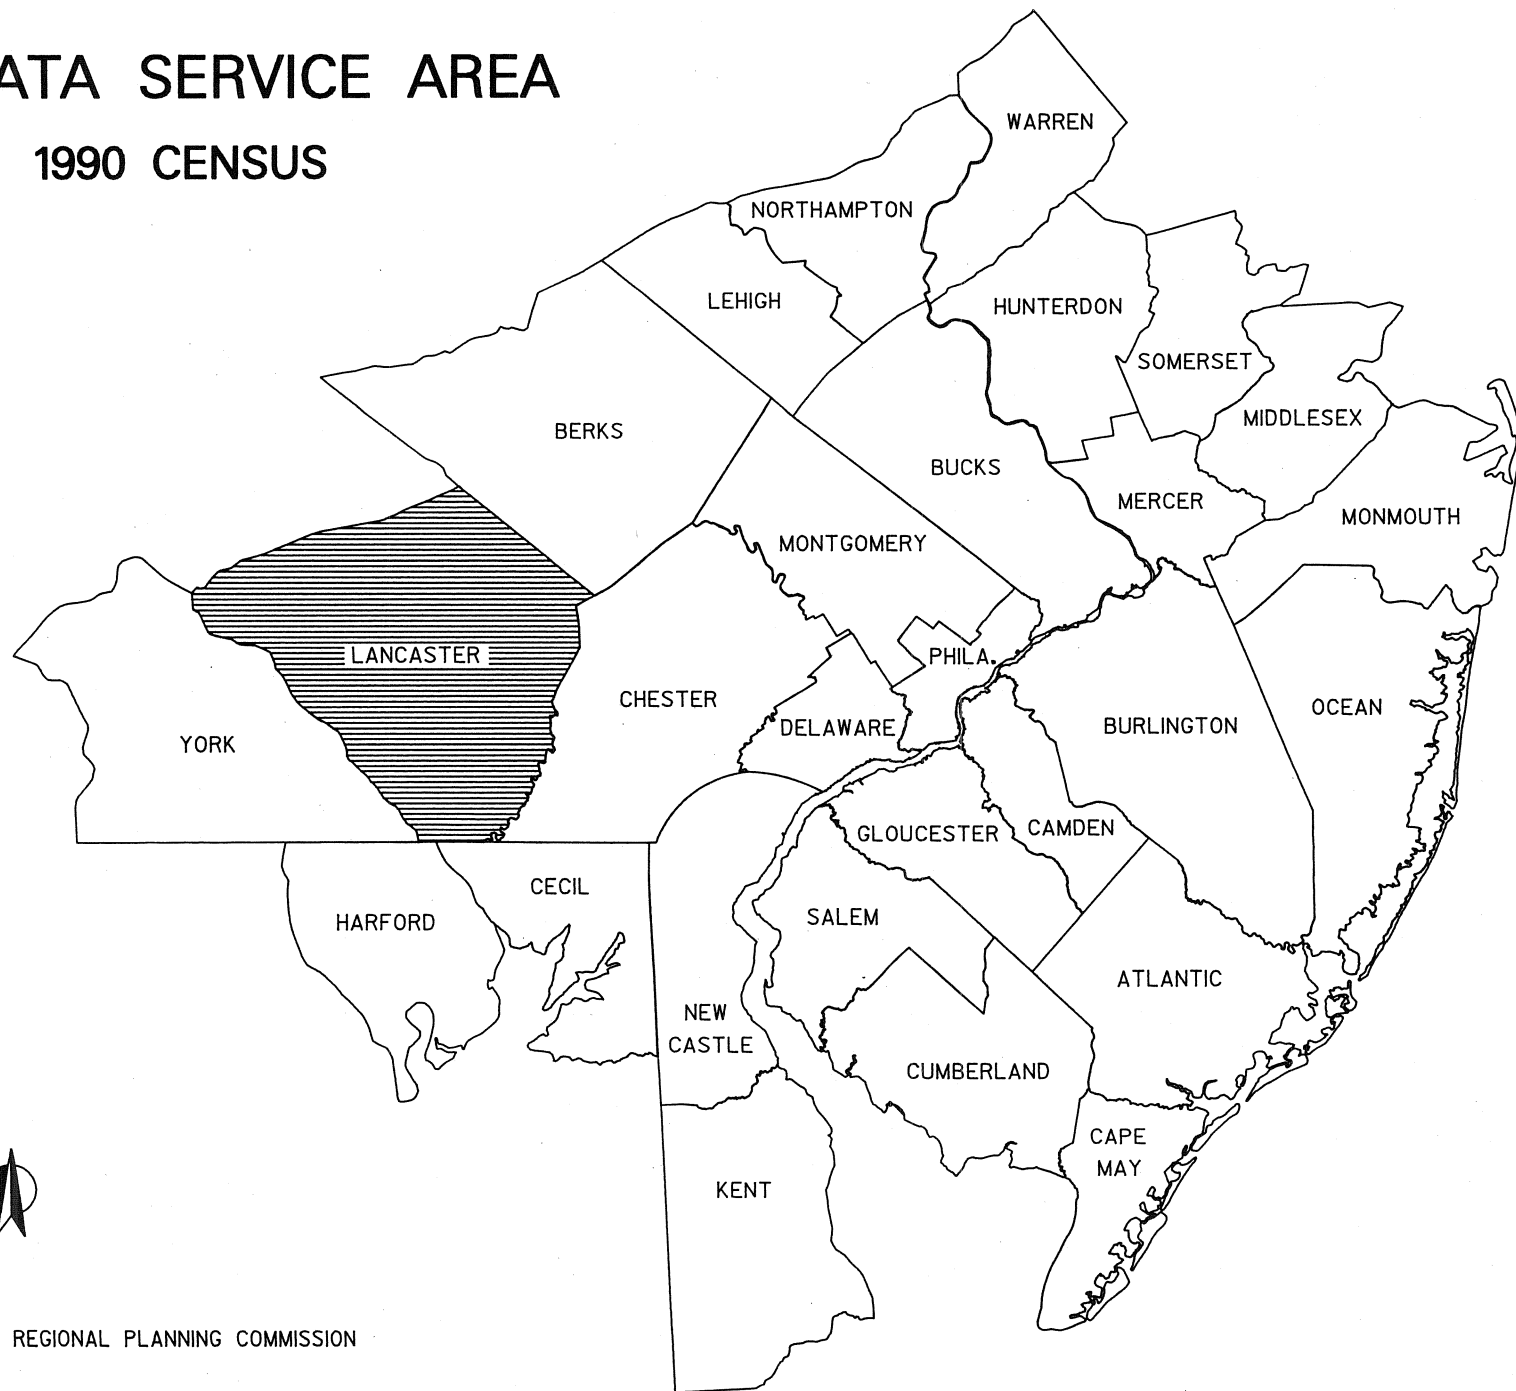 ATA SERVICE AREA
1990 CENSUS
WARREN
NORTHAMPTON
LEHIGH
HUNTERDON
SOMERSET
MIDDLESEX
BERKS
BUCKS
MERCER
MONMOUTH
MONTGOMERY
LANCASTER
PHILA.
CHESTER
DELAWARE
BURLINGTON
OCEAN
YORK
GLOUCESTER
CAMDEN
CECIL
HARFORD
SALEM
ATLANTIC
NEW
CASTLE
CUMBERLAND
CAPE
MAY
KENT
REGIONAL PLANNING COMMISSION